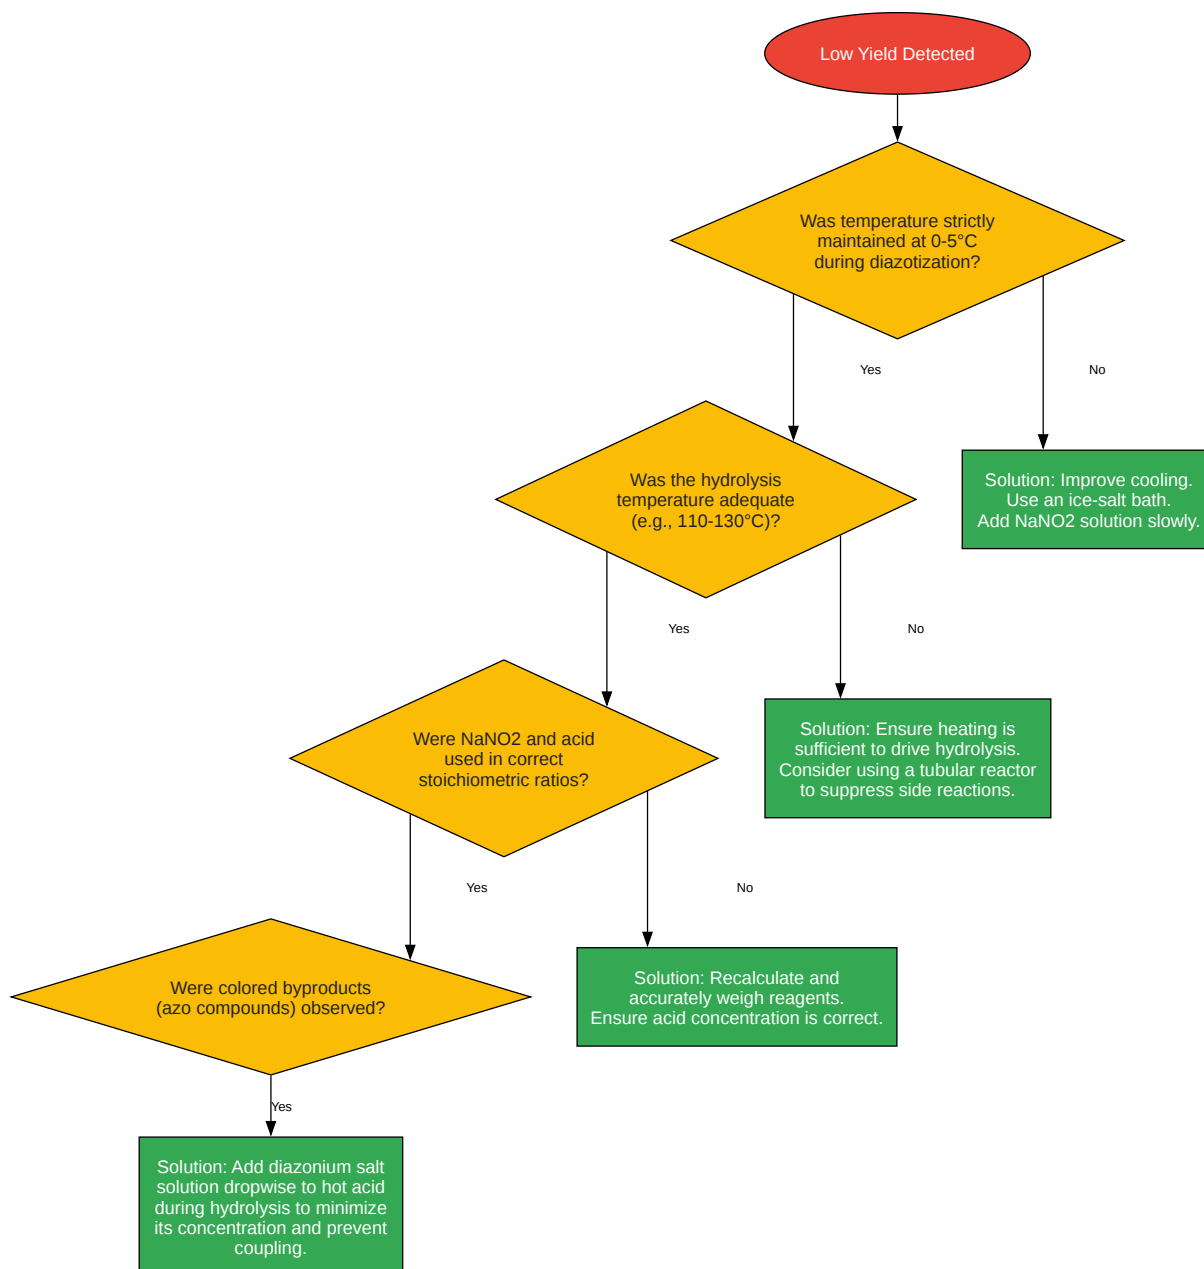 Low Yield Detected
Was temperature strictly
maintained at 0-5°C
during diazotization?
Yes
No
Was the hydrolysis
temperature adequate
(e.g., 110-130°C)?
Solution: Improve cooling.
Use an ice-salt bath.
Add NaNO2 solution slowly.
Yes
No
Were NaNO2 and acid
used in correct
stoichiometric ratios?
Solution: Ensure heating is
sufficient to drive hydrolysis.
Consider using a tubular reactor
to suppress side reactions.
Yes
No
Were colored byproducts
(azo compounds) observed?
Solution: Recalculate and
accurately weigh reagents.
Ensure acid concentration is correct.
Yes
Solution: Add diazonium salt
solution dropwise to hot acid
during hydrolysis to minimize
its concentration and prevent
coupling.